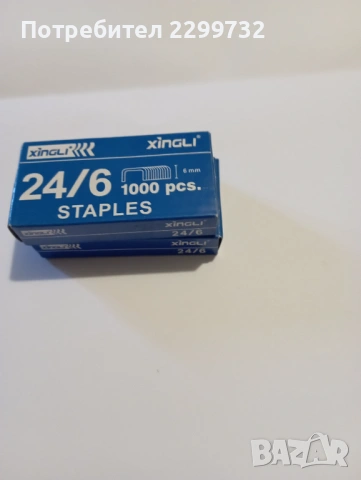 Потребител 2299732
XINGLI XINGLI
24/6 1000 pcs. 6 mm
STAPLES
XINGLI
24/6
XINGLI
24/6
BAZAR